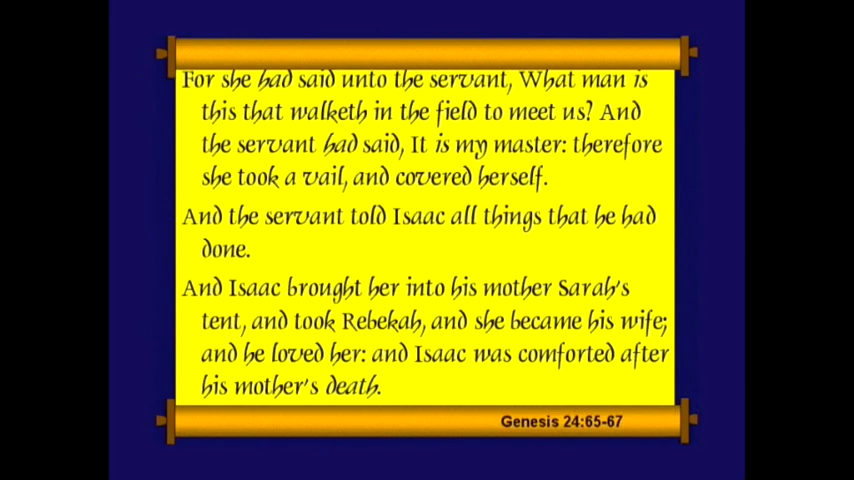 For she had said unto the servant, What man is
this that walketh in the field to meet us? And
the servant had said, It is my master: therefore
she took a vail, and covered herself.
And the servant told Isaac all things that he had
done.
And Isaac brought her into his mother Sarah's
tent, and took Rebekah, and she became his wife;
and he loved her: and Isaac was comforted after
his mother's death.
Genesis 24:65-67